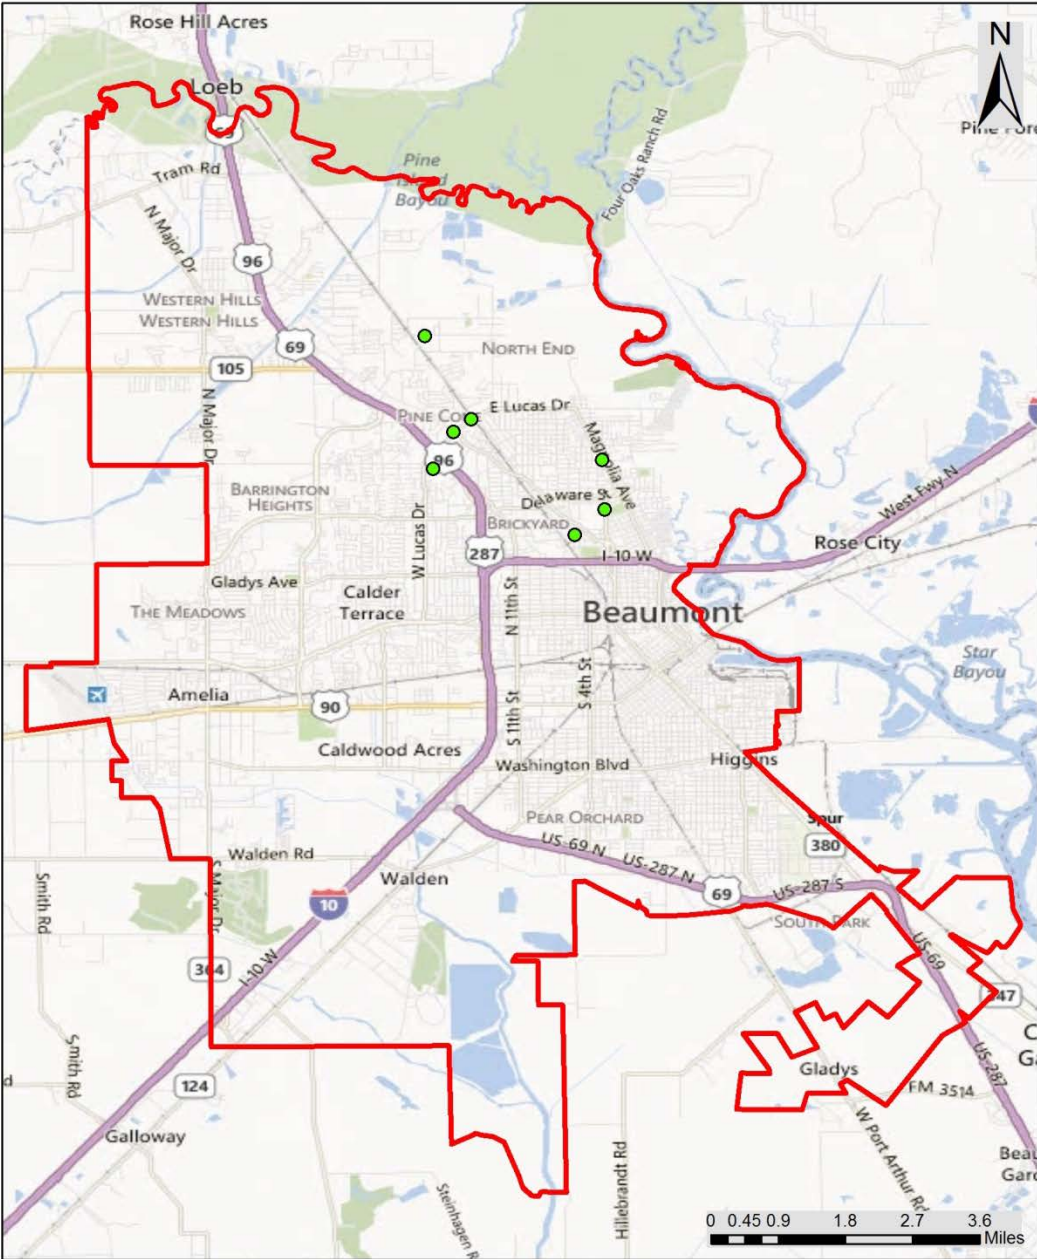 Rose Hill Acres
N
Loeb
Four Oaks Ranch Rd
Pine
Island
Bayou
Tram Rd
N Major Dr
96
WESTERN HILLS
WESTERN HILLS
69
NORTH END
105
N Major Dr
E Lucas Dr
Magnolia Ave
96
BARRINGTON
HEIGHTS
Delaware St
BRICKYARD
West Fwy N
W Lucas Dr
287
I-10-W
Rose City
Gladys Ave
Calder
Terrace
THE MEADOWS
N 11th St
Beaumont
Star
Bayou
S 4th St
Amelia
90
S 11th St
Caldwood Acres
Washington Blvd
Higgins
PEAR ORCHARD
Spur
380
US-69 N
US-287 N
Walden Rd
Walden
US-287 S
69
Smith Rd
S Major Dr
10
SOUTH PARK
US-69
364
I-10-W
347
Smith Rd
Gladys
US-287
124
FM 3514
Galloway
W Port Arthur Rd
Hillebrandt Rd
0 0.45 0.9 1.8 2.7 3.6
Miles